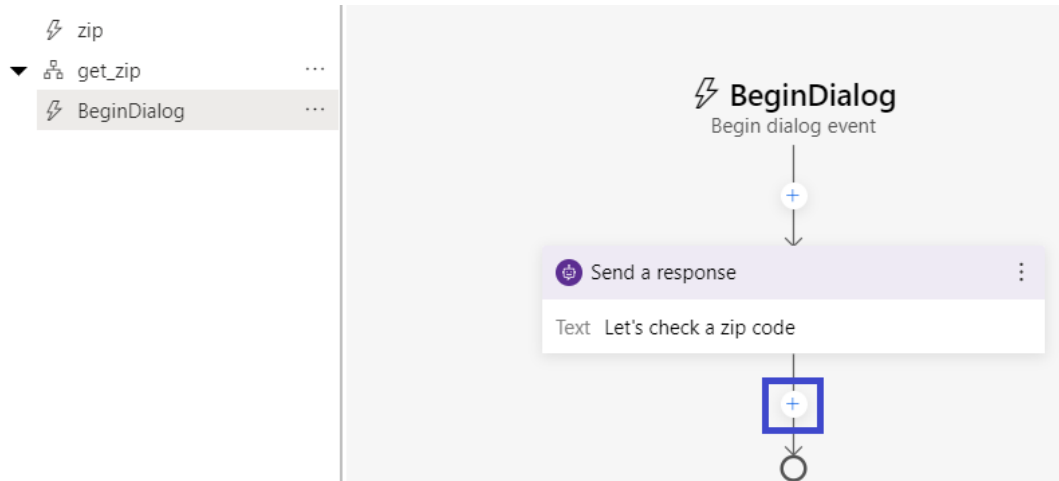 zip
get_zip
BeginDialog
BeginDialog
Begin dialog event
Send a response
Text Let's check a zip code